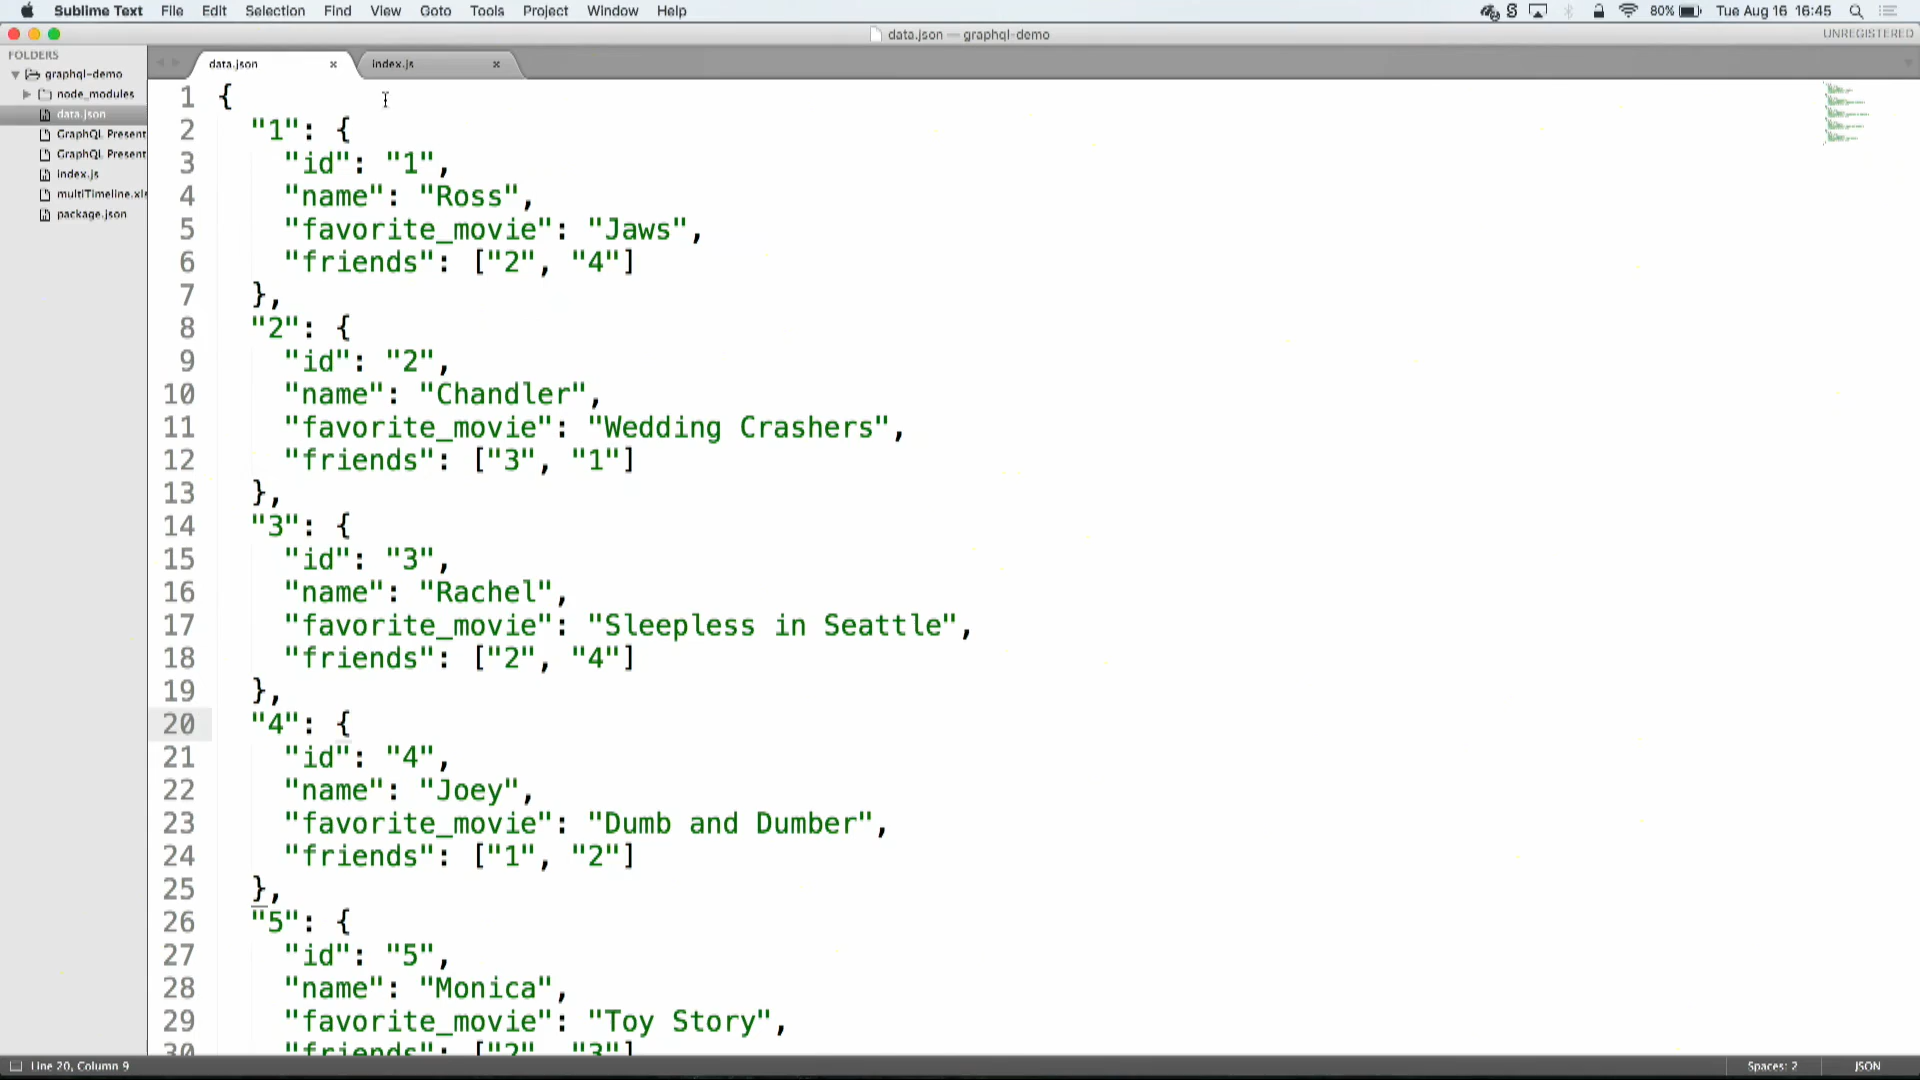 Sublime Text File Edit Selection Find View Goto Tools Project Window Help 80% Tue Aug 16 16:45
data.json — graphql-demo UNREGISTERED
FOLDERS
graphql-demo
node_modules
data.json
GraphQL Present
GraphQL Present
index.js
multiTimeline.xls
package.json
data.json index.js
1 {
2 "1": {
3 "id": "1",
4 "name": "Ross",
5 "favorite_movie": "Jaws",
6 "friends": ["2", "4"]
7 },
8 "2": {
9 "id": "2",
10 "name": "Chandler",
11 "favorite_movie": "Wedding Crashers",
12 "friends": ["3", "1"]
13 },
14 "3": {
15 "id": "3",
16 "name": "Rachel",
17 "favorite_movie": "Sleepless in Seattle",
18 "friends": ["2", "4"]
19 },
20 "4": {
21 "id": "4",
22 "name": "Joey",
23 "favorite_movie": "Dumb and Dumber",
24 "friends": ["1", "2"]
25 },
26 "5": {
27 "id": "5",
28 "name": "Monica",
29 "favorite_movie": "Toy Story",
30 "friends": ["2", "3"]
Line 20, Column 9 Spaces: 2 JSON